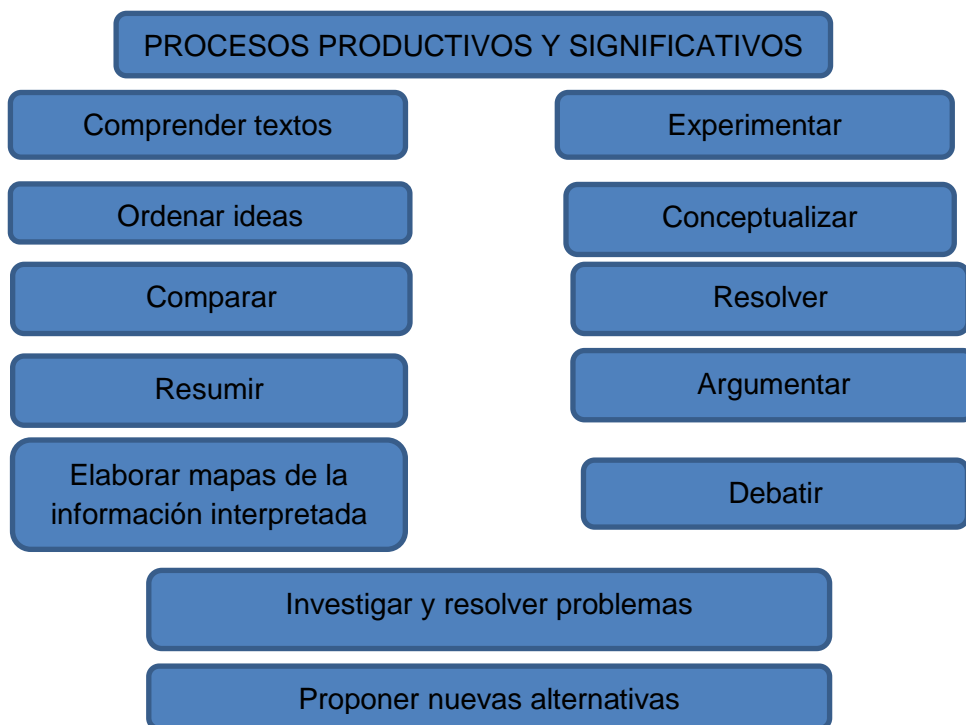 PROCESOS PRODUCTIVOS Y SIGNIFICATIVOS
Comprender textos
Ordenar ideas
Comparar
Resumir
Elaborar mapas de la
información interpretada
Experimentar
Conceptualizar
Resolver
Argumentar
Debatir
Investigar y resolver problemas
Proponer nuevas alternativas